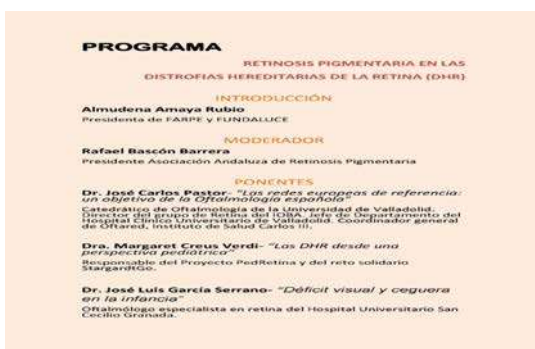 PROGRAMA
RETINOSIS PIGMENTARIA EN LAS
DISTROFIAS HEREDITARIAS DE LA RETINA (DHR)
INTRODUCCIÓN
Almudena Amaya Rubio
Presidenta de FARPE y FUNDALUCE
MODERADOR
Rafael Bascón Barrera
Presidente Asociación Andaluza de Retinosis Pigmentaria
PONENTES
Dr. José Carlos Pastor- "Las redes europeas de referencia:
un objetivo de la Oftalmología española"
Catedrático de Oftalmología de la Universidad de Valladolid.
Director del grupo de Retina del IOBA. Jefe de Departamento del
Hospital Clínico Universitario de Valladolid. Coordinador general
de Oftared, Instituto de Salud Carlos III.
Dra. Margaret Creus Verdi- "Las DHR desde una
perspectiva pediátrica"
Responsable del Proyecto PedRetina y del reto solidario
StargardtGo.
Dr. José Luis García Serrano- "Déficit visual y ceguera
en la infancia"
Oftalmólogo especialista en retina del Hospital Universitario San
Cecilio Granada.